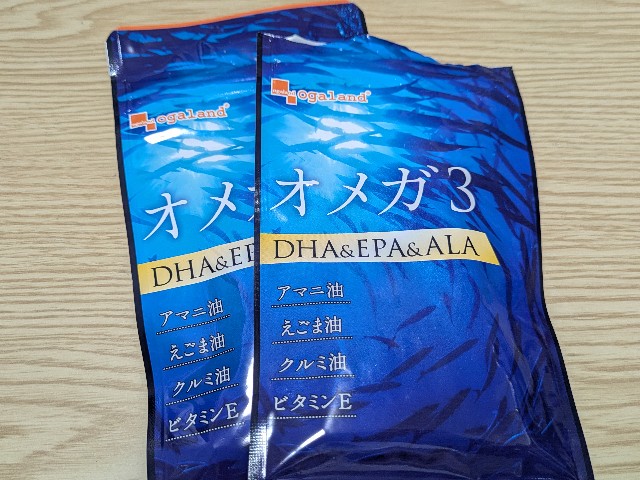 ogaland
オメ
DHA&EP
アマニ油
えごま油
クルミ油
ビタミンE
ogaland
オメガ3
DHA&EPA&ALA
アマニ油
えごま油
クルミ油
ビタミンE